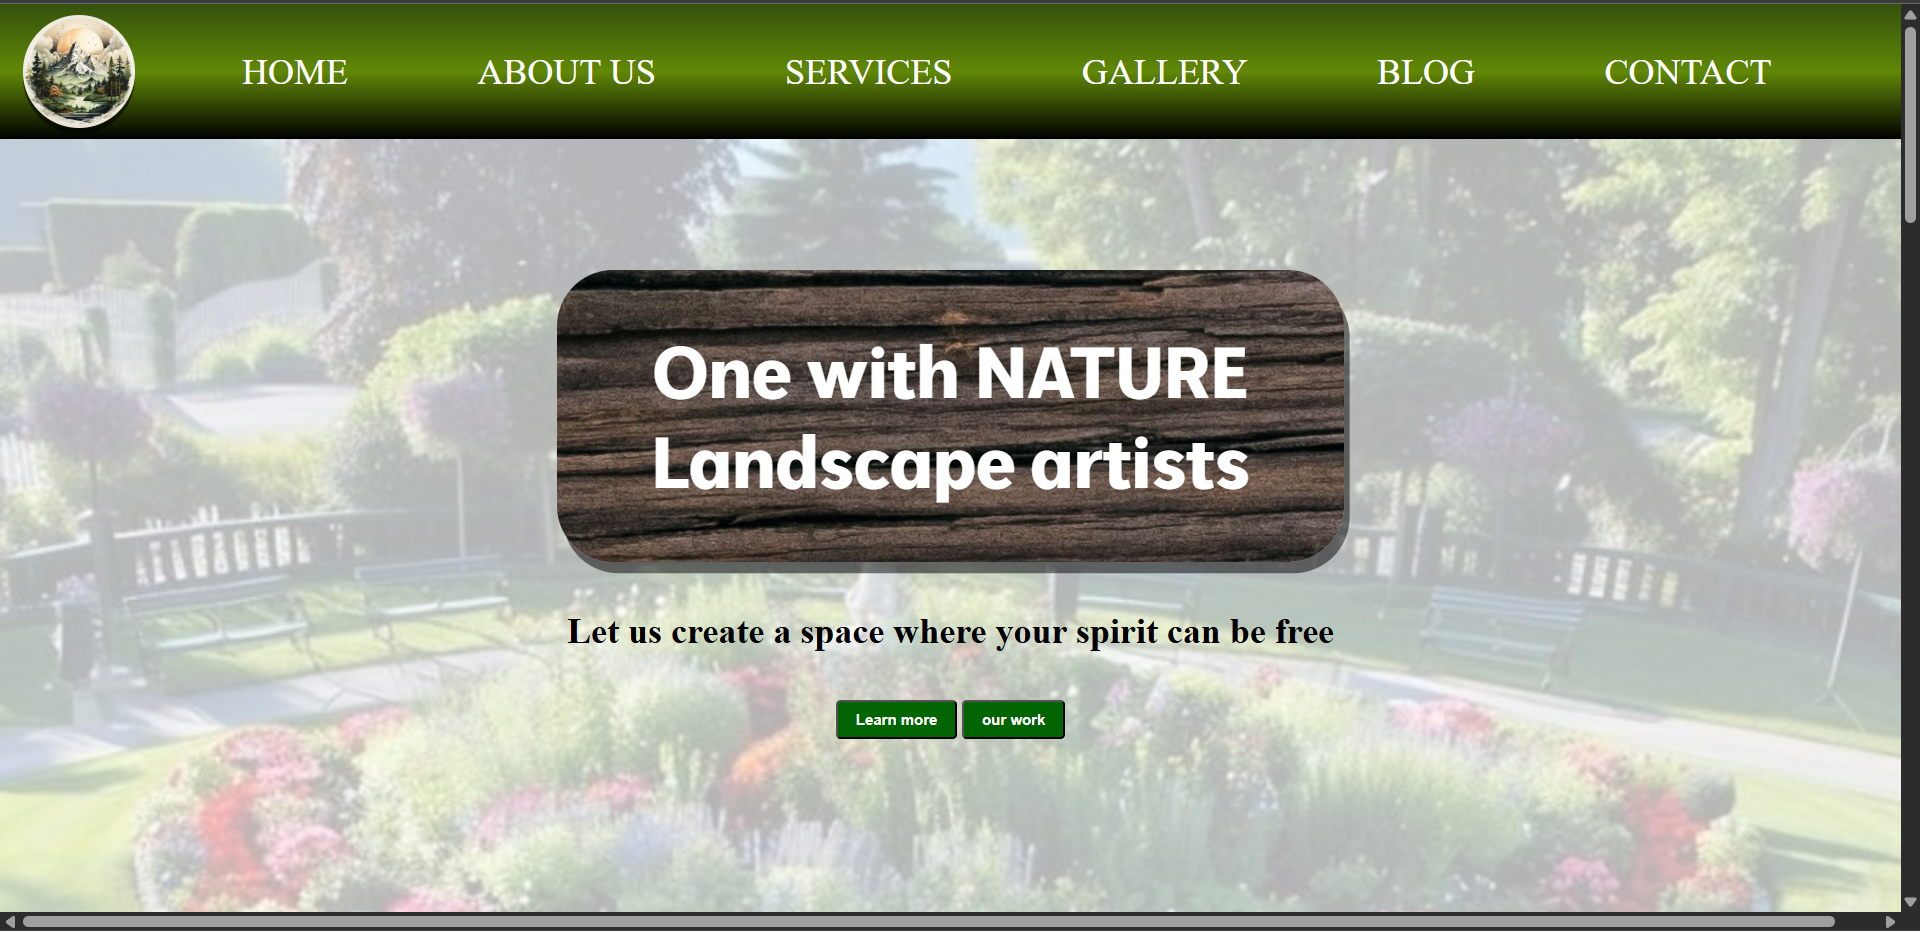 HOME
ABOUT US
SERVICES
GALLERY
BLOG
CONTACT
One with NATURE
Landscape artists
Let us create a space where your spirit can be free
Learn more
our work